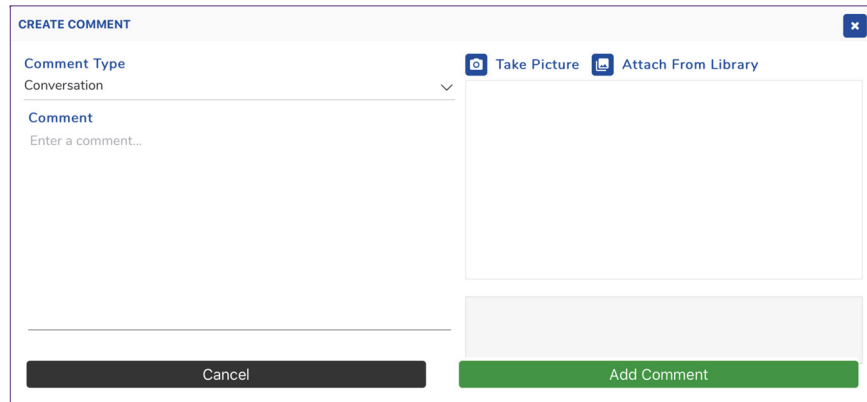 CREATE COMMENT
Comment Type
Conversation
Comment
Enter a comment...
Take Picture
Attach From Library
Cancel
Add Comment